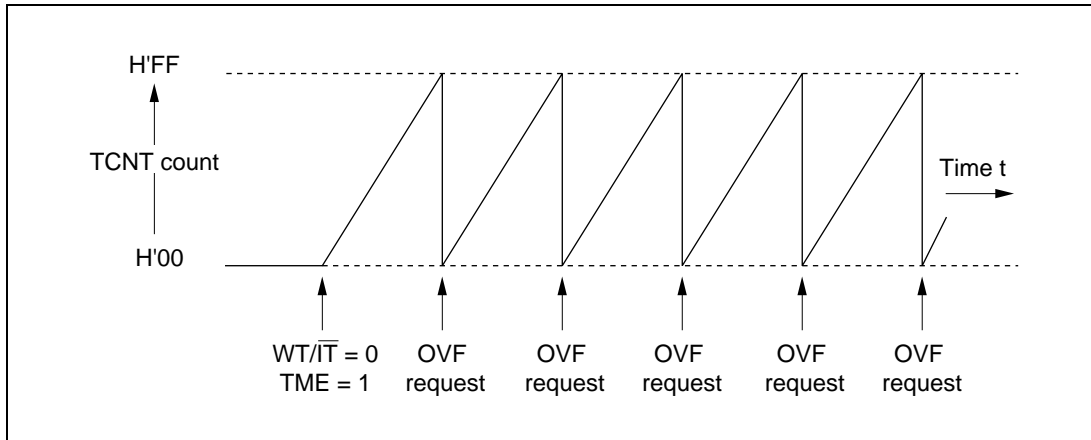 H'FF
TCNT count
Time t
H'00
WT/I̅T̅ = 0
TME = 1
OVF
request
OVF
request
OVF
request
OVF
request
OVF
request